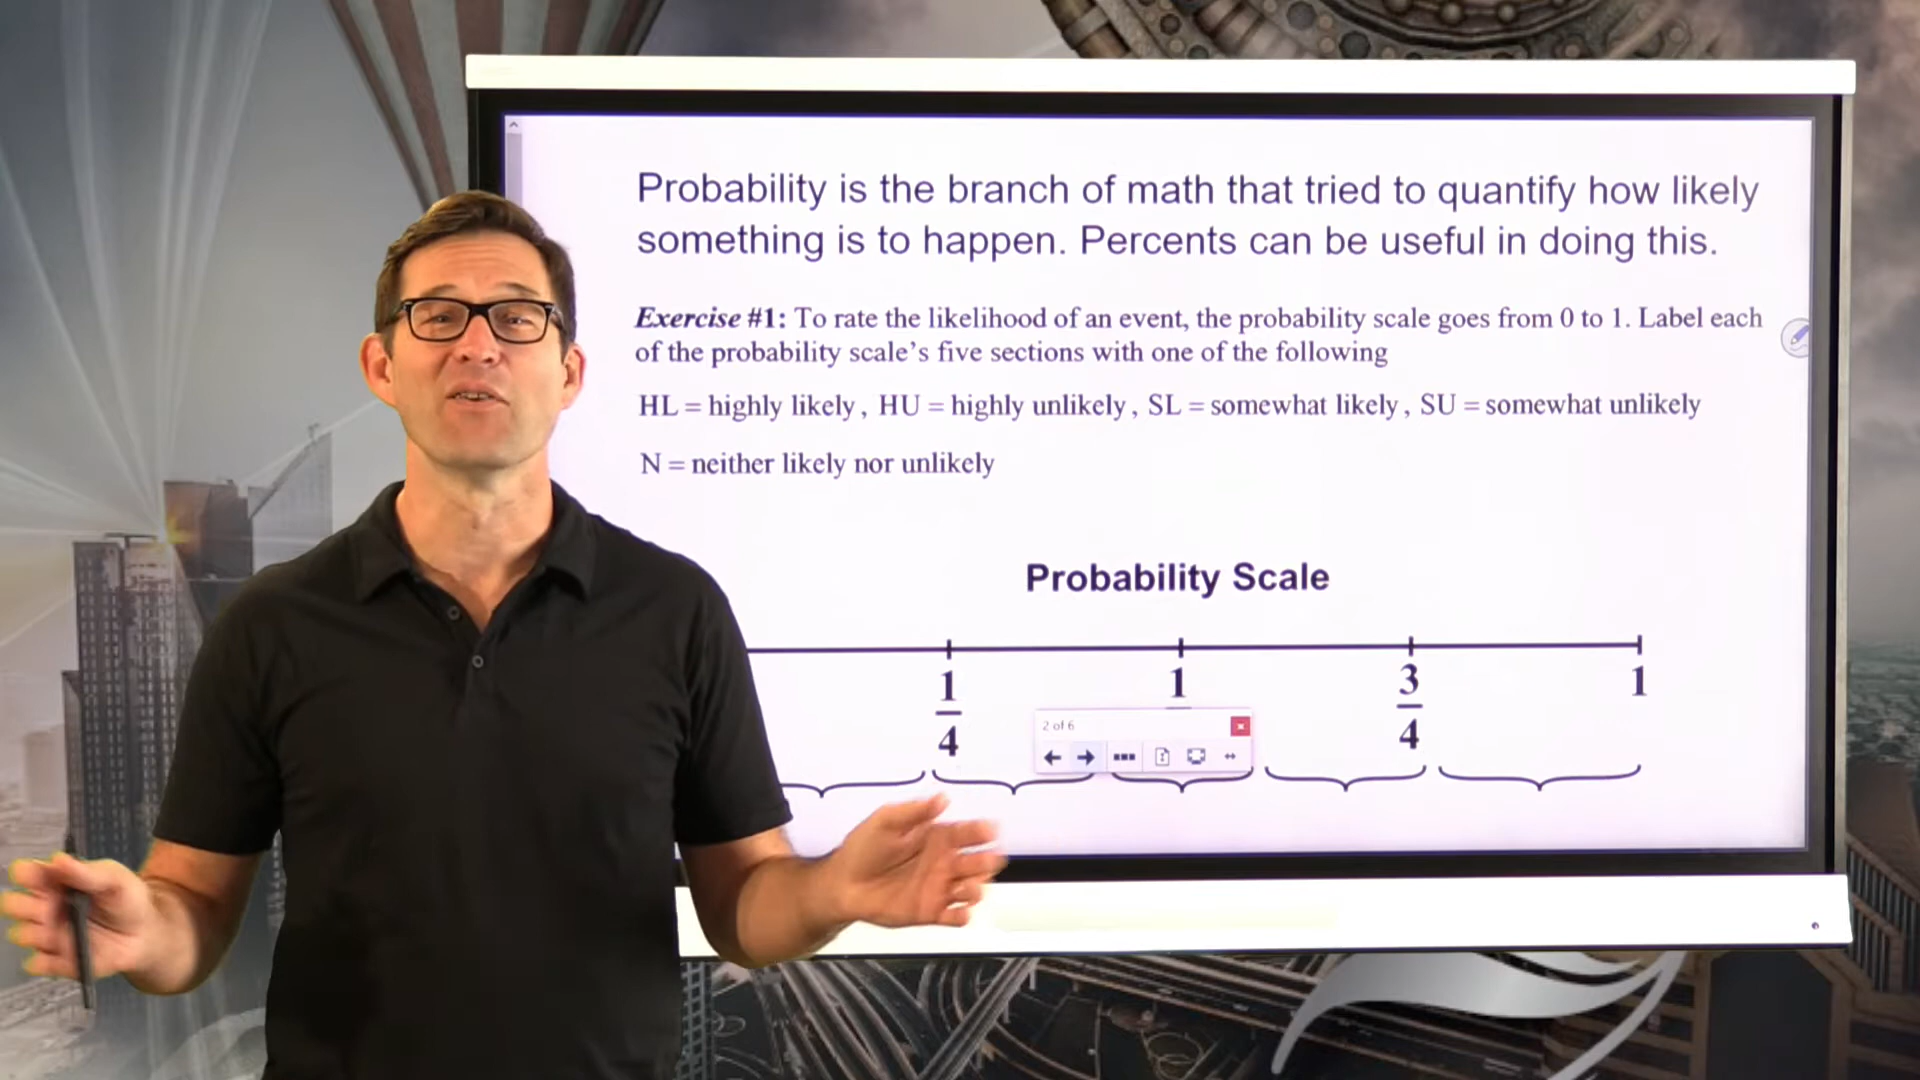 Probability is the branch of math that tried to quantify how likely
something is to happen. Percents can be useful in doing this.
Exercise #1: To rate the likelihood of an event, the probability scale goes from 0 to 1. Label each
of the probability scale's five sections with one of the following
HL = highly likely , HU = highly unlikely , SL = somewhat likely , SU = somewhat unlikely
N = neither likely nor unlikely
Probability Scale
1 1 3 1
4 4
2 of 6